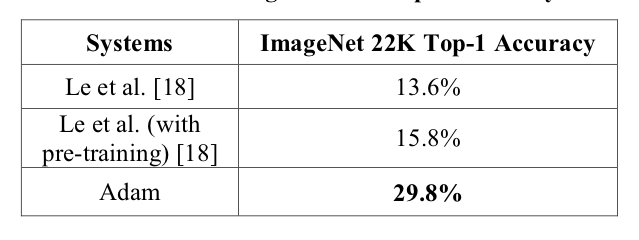 Systems ImageNet 22K Top-1 Accuracy
Le et al. [18] 13.6%
Le et al. (with
pre-training) [18] 15.8%
Adam 29.8%